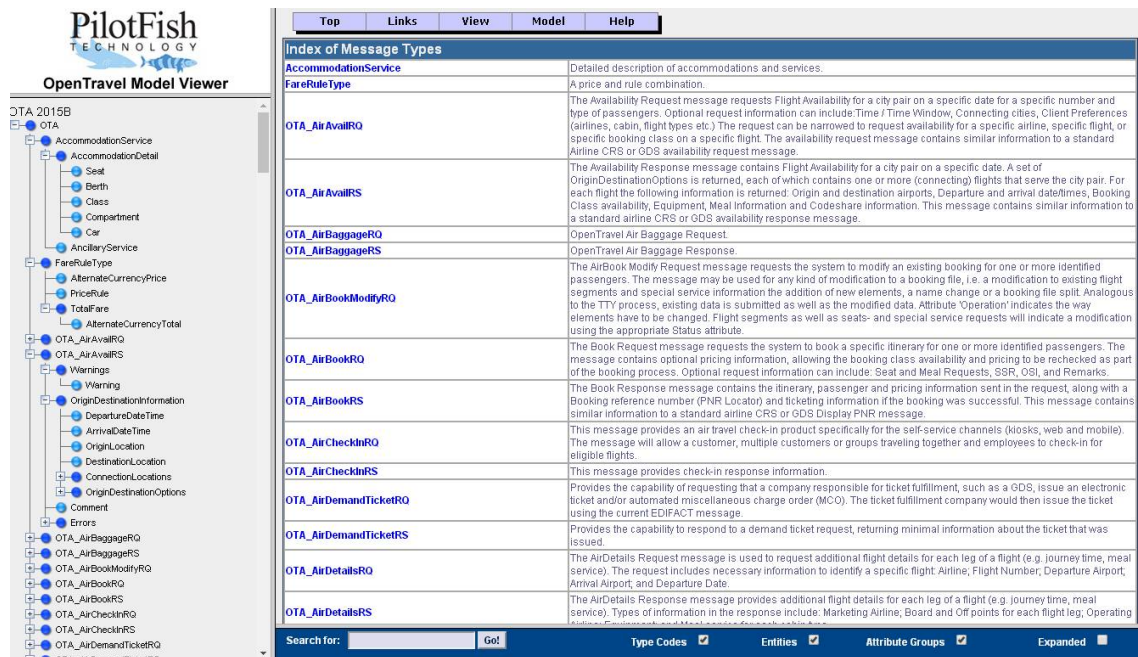 PilotFish
TECHNOLOGY
OpenTravel Model Viewer
OTA 2015B
OTA
AccommodationService
AccommodationDetail
Seat
Berth
Class
Compartment
Car
AncillaryService
FareRuleType
AlternateCurrencyPrice
PriceRule
TotalFare
AlternateCurrencyTotal
OTA_AirAvailRQ
OTA_AirAvailRS
Warnings
Warning
OriginDestinationInformation
DepartureDateTime
ArrivalDateTime
OriginLocation
DestinationLocation
ConnectionLocations
OriginDestinationOptions
Comment
Errors
OTA_AirBaggageRQ
OTA_AirBaggageRS
OTA_AirBookModifyRQ
OTA_AirBookRQ
OTA_AirBookRS
OTA_AirCheckInRQ
OTA_AirCheckInRS
OTA_AirDemandTicketRQ
Top Links View Model Help
Index of Message Types
AccommodationService Detailed description of accommodations and services.
FareRuleType A price and rule combination.
OTA_AirAvailRQ
The Availability Request message requests Flight Availability for a city pair on a specific date for a specific number and
type of passengers. Optional request information can include:Time / Time Window, Connecting cities, Client Preferences
(airlines, cabin, flight types etc.) The request can be narrowed to request availability for a specific airline, specific flight, or
specific booking class on a specific flight. The availability request message contains similar information to a standard
Airline CRS or GDS availability request message.
OTA_AirAvailRS
The Availability Response message contains Flight Availability for a city pair on a specific date. A set of
OriginDestinationOptions is returned, each of which contains one or more (connecting) flights that serve the city pair. For
each flight the following information is returned: Origin and destination airports, Departure and arrival date/times, Booking
Class availability, Equipment, Meal Information and Codeshare information. This message contains similar information to
a standard airline CRS or GDS availability response message.
OTA_AirBaggageRQ OpenTravel Air Baggage Request.
OTA_AirBaggageRS OpenTravel Air Baggage Response.
OTA_AirBookModifyRQ
The AirBook Modify Request message requests the system to modify an existing booking for one or more identified
passengers. The message may be used for any kind of modification to a booking file, i.e. a modification to existing flight
segments and special service information the addition of new elements, a name change or a booking file split. Analogous
to the TTY process, existing data is submitted as well as the modified data. Attribute 'Operation' indicates the way
elements have to be changed. Flight segments as well as seats- and special service requests will indicate a modification
using the appropriate Status attribute.
OTA_AirBookRQ
The Book Request message requests the system to book a specific itinerary for one or more identified passengers. The
message contains optional pricing information, allowing the booking class availability and pricing to be rechecked as part
of the booking process. Optional request information can include: Seat and Meal Requests, SSR, OSI, and Remarks.
OTA_AirBookRS
The Book Response message contains the itinerary, passenger and pricing information sent in the request, along with a
Booking reference number (PNR Locator) and ticketing information if the booking was successful. This message contains
similar information to a standard airline CRS or GDS Display PNR message.
OTA_AirCheckInRQ
This message provides an air travel check-in product specifically for the self-service channels (kiosks, web and mobile).
The message will allow a customer, multiple customers or groups traveling together and employees to check-in for
eligible flights.
OTA_AirCheckInRS This message provides check-in response information.
OTA_AirDemandTicketRQ
Provides the capability of requesting that a company responsible for ticket fulfillment, such as a GDS, issue an electronic
ticket and/or automated miscellaneous charge order (MCO). The ticket fulfillment company would then issue the ticket
using the current EDIFACT message.
OTA_AirDemandTicketRS
Provides the capability to respond to a demand ticket request, returning minimal information about the ticket that was
issued.
OTA_AirDetailsRQ
The AirDetails Request message is used to request additional flight details for each leg of a flight (e.g. journey time, meal
service). The request includes necessary information to identify a specific flight: Airline; Flight Number; Departure Airport;
Arrival Airport; and Departure Date.
OTA_AirDetailsRS
The AirDetails Response message provides additional flight details for each leg of a flight (e.g. journey time, meal
service). Types of information in the response include: Marketing Airline; Board and Off points for each flight leg; Operating
Search for: Go! Type Codes Entities Attribute Groups Expanded